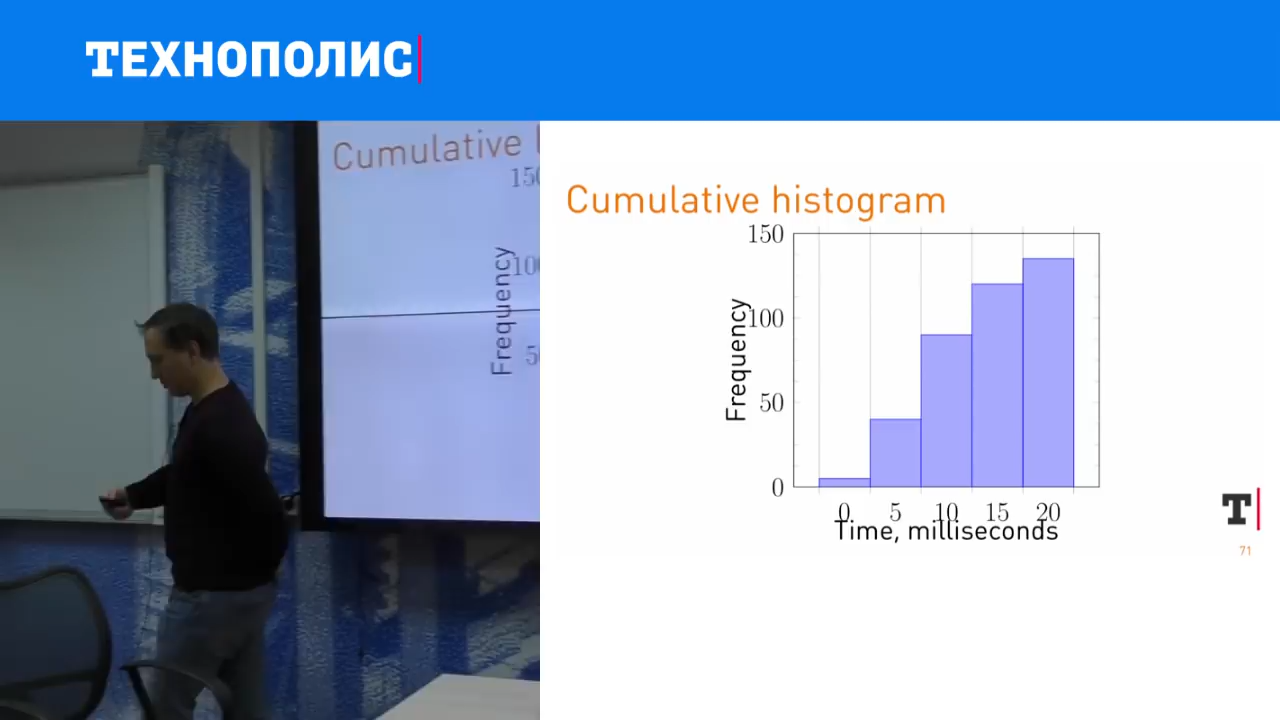 ТЕХНОПОЛИС
Cumulative
150
100
50
Frequency
Cumulative histogram
150
100
50
0
Frequency
0 5 10 15 20
Time, milliseconds
T
71